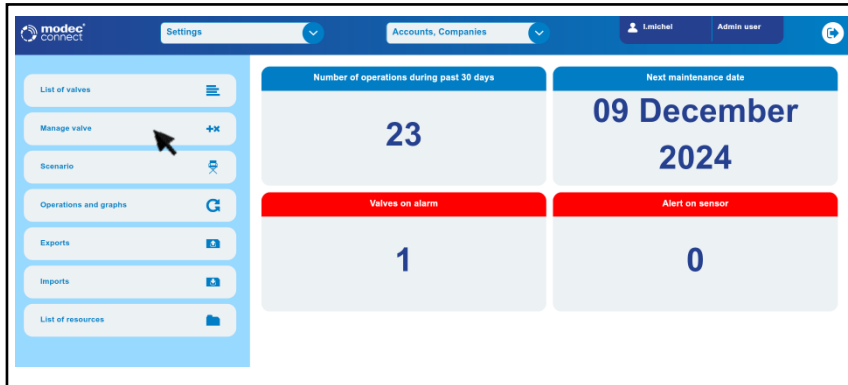 modec
connect
Settings
Accounts, Companies
l.michel
Admin user
List of valves
Manage valve
Scenario
Operations and graphs
Exports
Imports
List of resources
Number of operations during past 30 days
23
Next maintenance date
09 December
2024
Valves on alarm
1
Alert on sensor
0